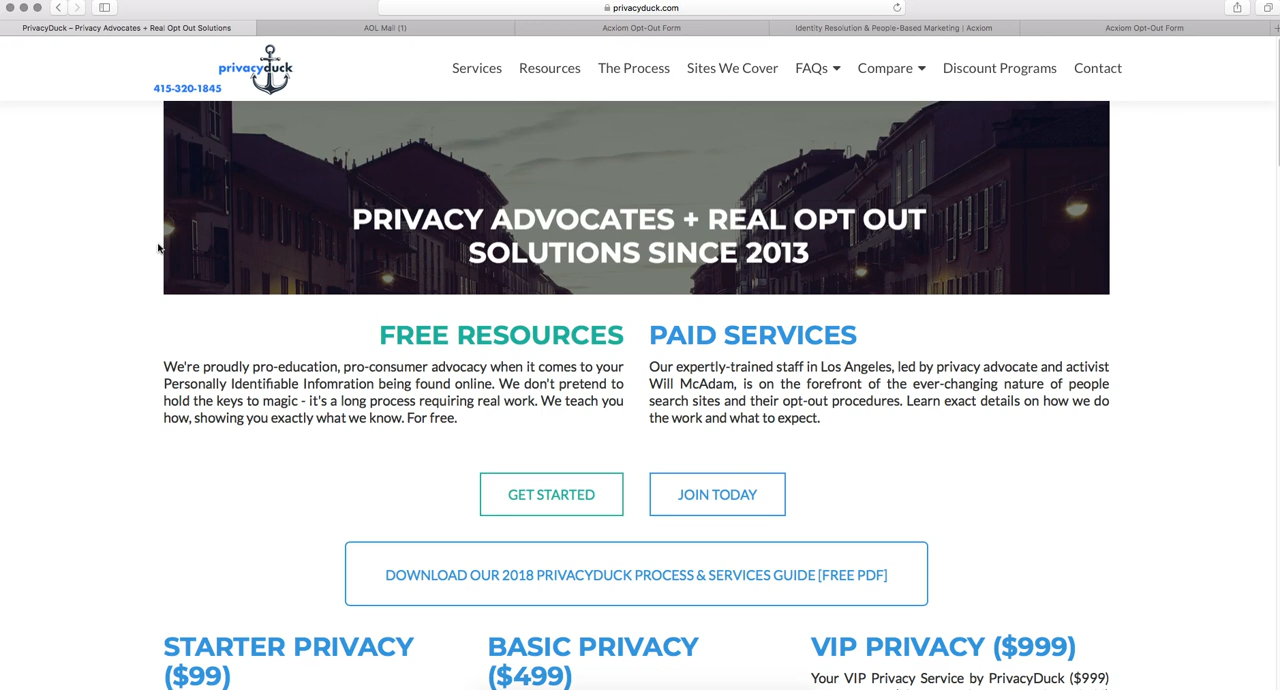 privacyduck.com
PrivacyDuck – Privacy Advocates + Real Opt Out Solutions
AOL Mail (1)
Acxiom Opt-Out Form
Identity Resolution & People-Based Marketing | Acxiom
Acxiom Opt-Out Form
privacyduck
415-320-1845
Services Resources The Process Sites We Cover FAQs Compare Discount Programs Contact
PRIVACY ADVOCATES + REAL OPT OUT
SOLUTIONS SINCE 2013
FREE RESOURCES
We're proudly pro-education, pro-consumer advocacy when it comes to your
Personally Identifiable Infomration being found online. We don't pretend to
hold the keys to magic - it's a long process requiring real work. We teach you
how, showing you exactly what we know. For free.
PAID SERVICES
Our expertly-trained staff in Los Angeles, led by privacy advocate and activist
Will McAdam, is on the forefront of the ever-changing nature of people
search sites and their opt-out procedures. Learn exact details on how we do
the work and what to expect.
GET STARTED
JOIN TODAY
DOWNLOAD OUR 2018 PRIVACYDUCK PROCESS & SERVICES GUIDE [FREE PDF]
STARTER PRIVACY
($99)
BASIC PRIVACY
($499)
VIP PRIVACY ($999)
Your VIP Privacy Service by PrivacyDuck ($999)